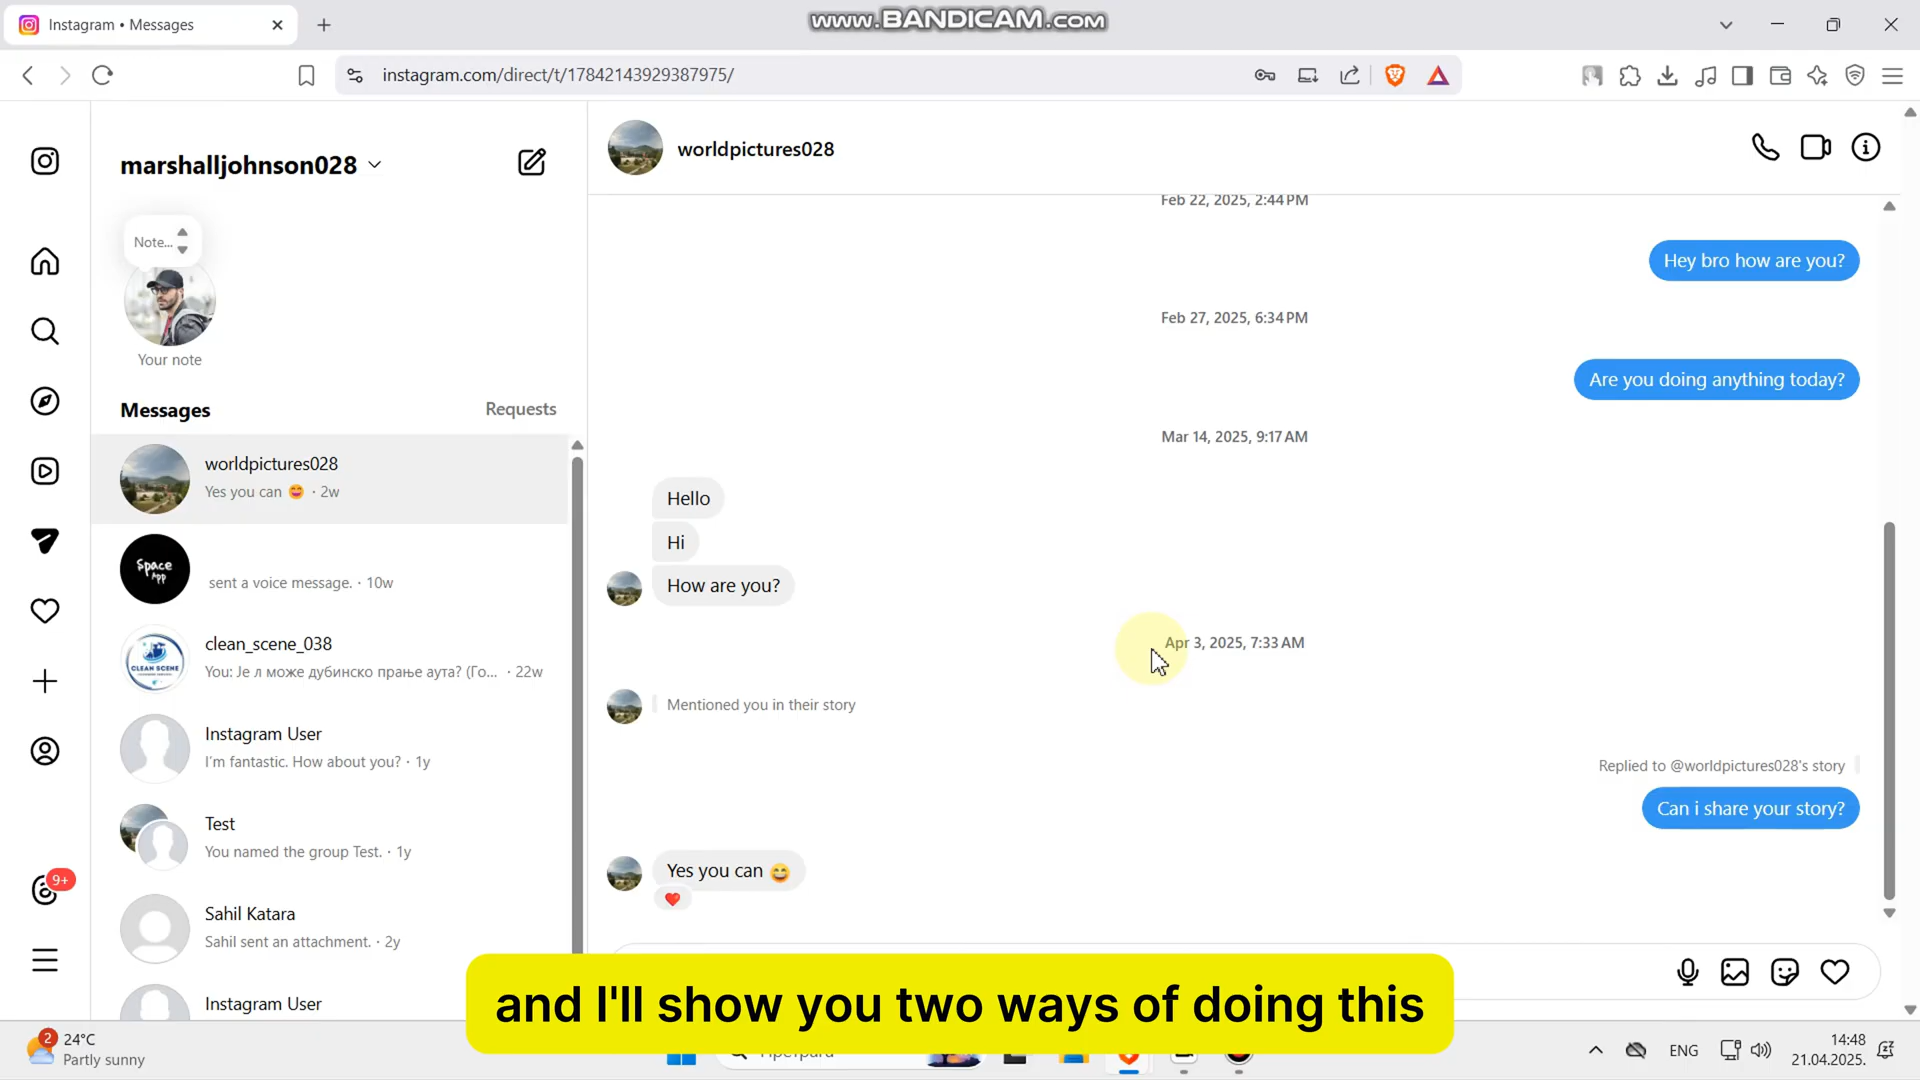 Instagram • Messages
WWW.BANDICAM.COM
instagram.com/direct/t/17842143929387975/
marshalljohnson028
worldpictures028
Note...
Your note
Messages
Requests
worldpictures028
Yes you can 😄 · 2w
Space App
sent a voice message. · 10w
clean_scene_038
CLEAN SCENE
You: Је л може дубинско прање аута? (Го... · 22w
Instagram User
I'm fantastic. How about you? · 1y
Test
You named the group Test. · 1y
Sahil Katara
Sahil sent an attachment. · 2y
Instagram User
9+
Feb 22, 2025, 2:44 PM
Hey bro how are you?
Feb 27, 2025, 6:34 PM
Are you doing anything today?
Mar 14, 2025, 9:17 AM
Hello
Hi
How are you?
Apr 3, 2025, 7:33 AM
Mentioned you in their story
Replied to @worldpictures028's story
Can i share your story?
Yes you can 😄
and I'll show you two ways of doing this
2
24°C
Partly sunny
ENG
14:48
21.04.2025.